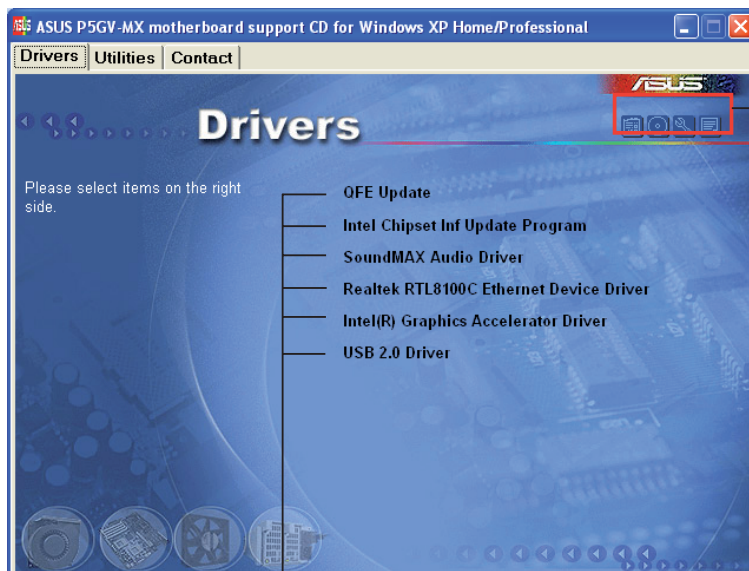 ASUS P5GV-MX motherboard support CD for Windows XP Home/Professional
Drivers Utilities Contact
ASUS
Drivers
Please select items on the right
side.
QFE Update
Intel Chipset Inf Update Program
SoundMAX Audio Driver
Realtek RTL8100C Ethernet Device Driver
Intel(R) Graphics Accelerator Driver
USB 2.0 Driver